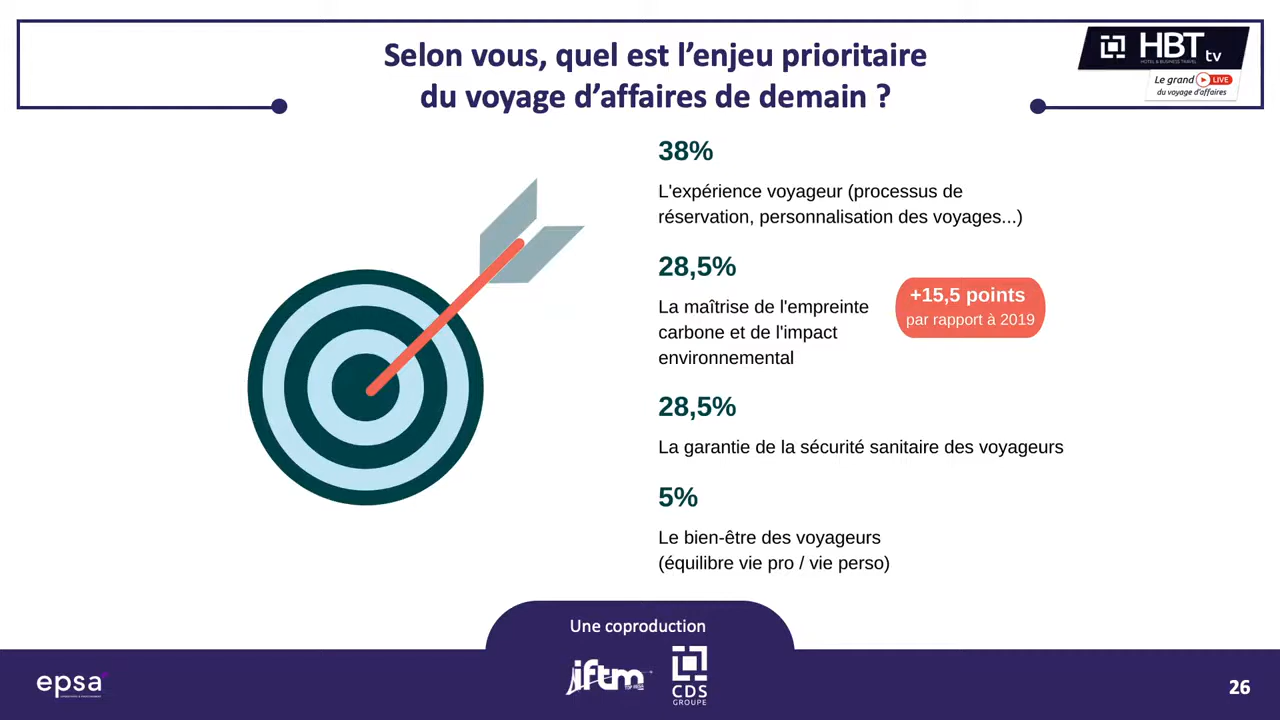 Selon vous, quel est l’enjeu prioritaire
du voyage d’affaires de demain ?
HBT tv
HOTEL & BUSINESS TRAVEL
Le grand LIVE
du voyage d’affaires
38%
L'expérience voyageur (processus de
réservation, personnalisation des voyages...)
28,5%
La maîtrise de l'empreinte
carbone et de l'impact
environnemental
+15,5 points
par rapport à 2019
28,5%
La garantie de la sécurité sanitaire des voyageurs
5%
Le bien-être des voyageurs
(équilibre vie pro / vie perso)
Une coproduction
epsa
iftm
CDS
GROUPE
26